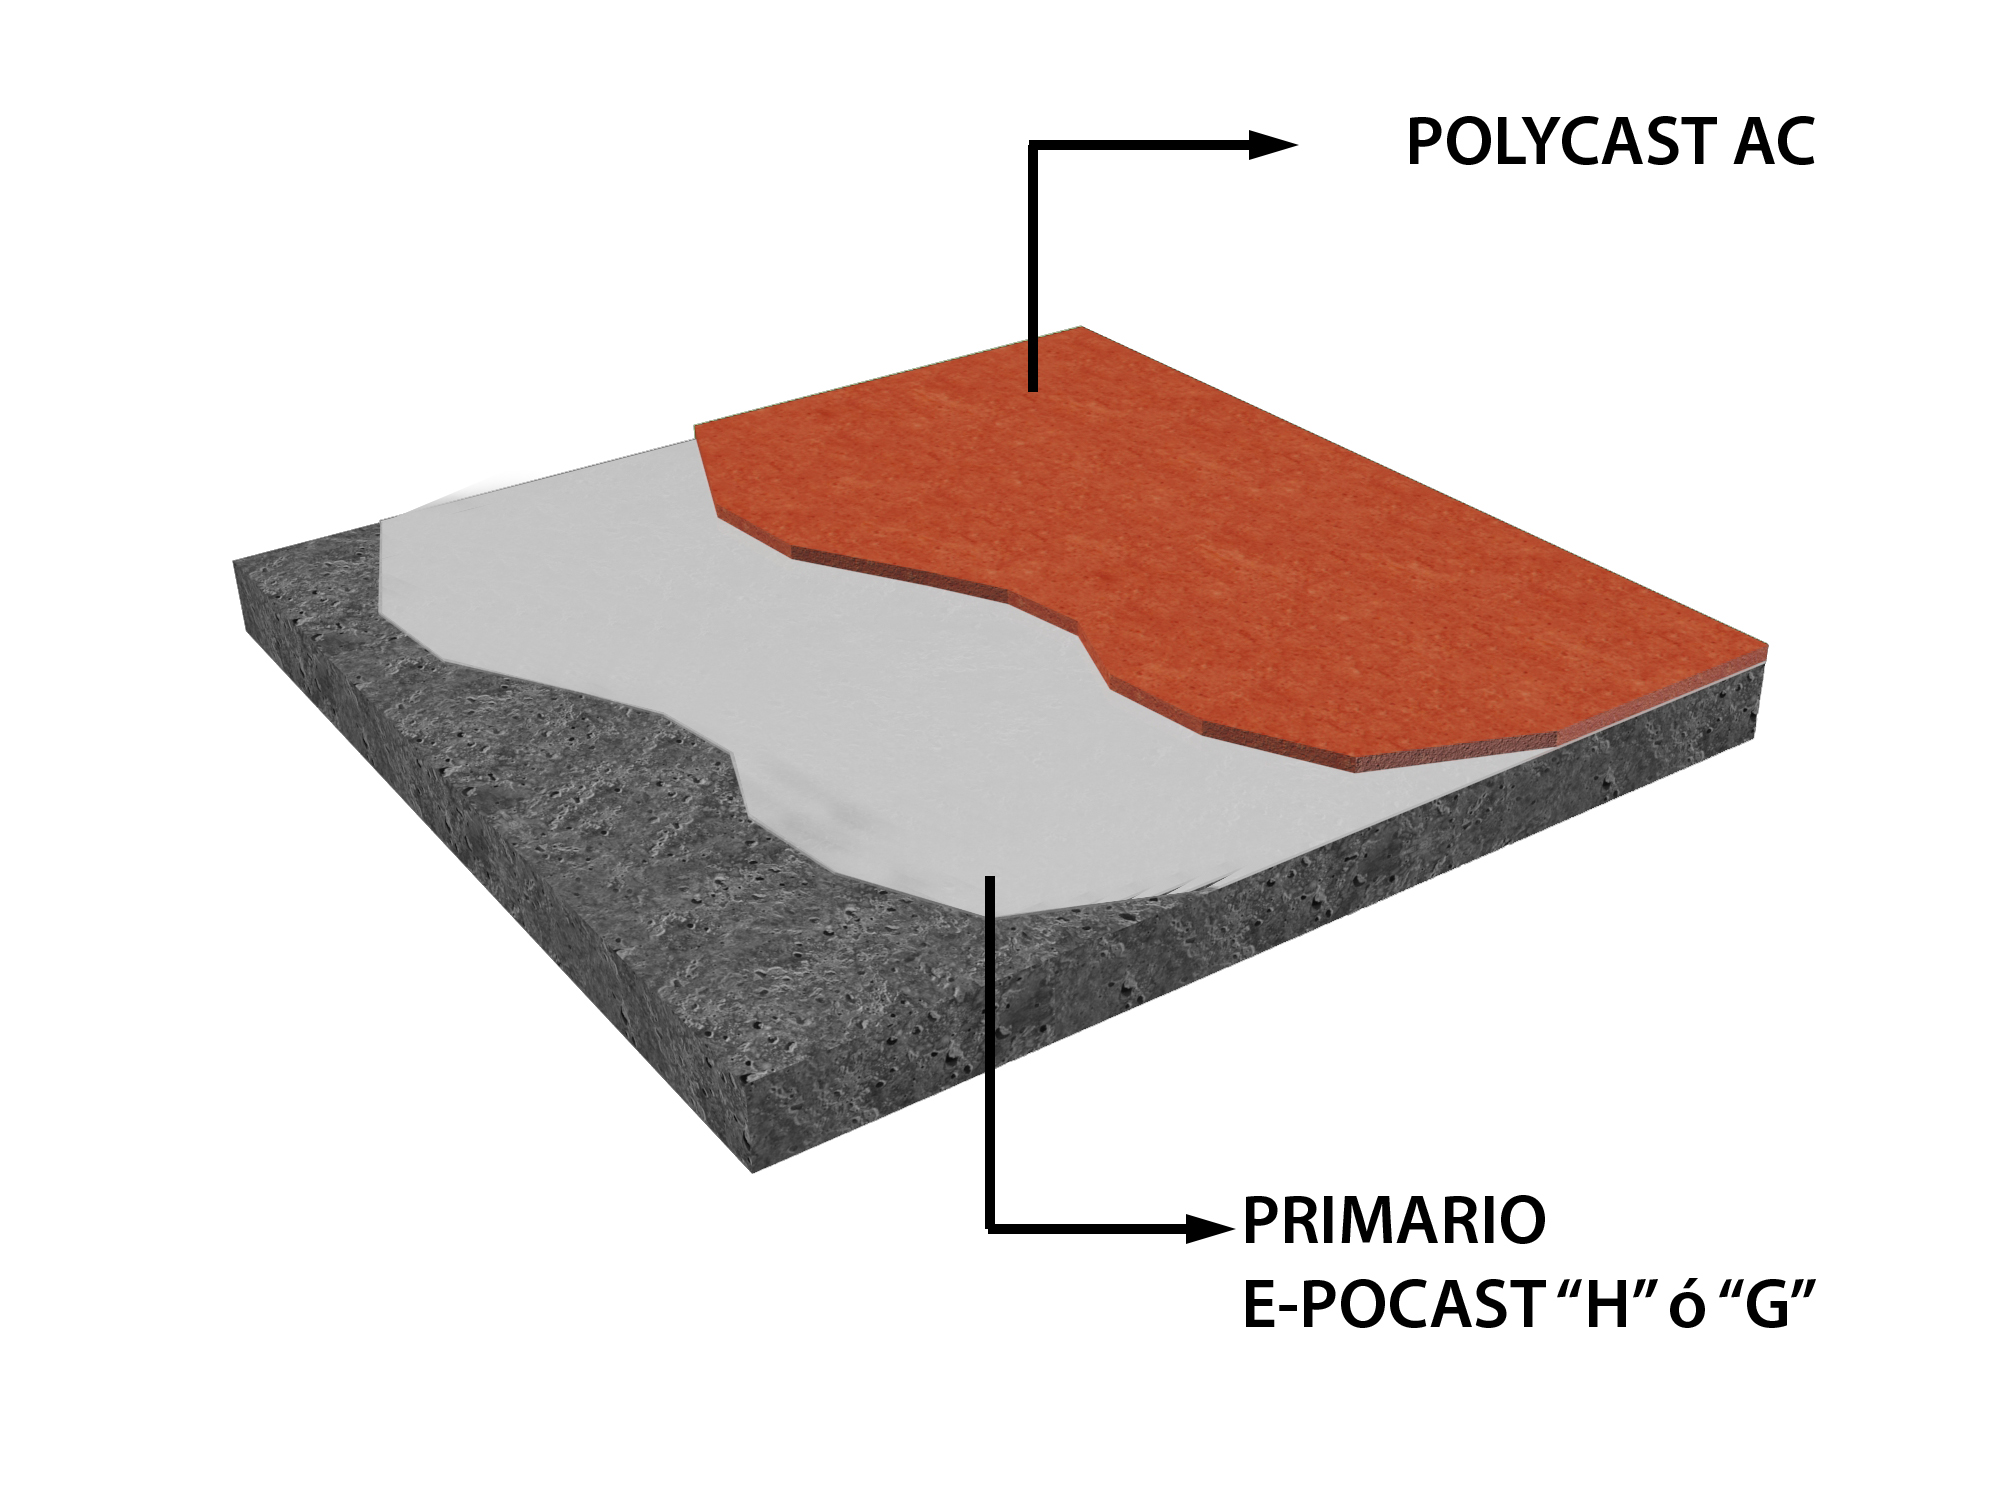 POLYCAST AC
PRIMARIO
E-POCAST “H” ó “G”